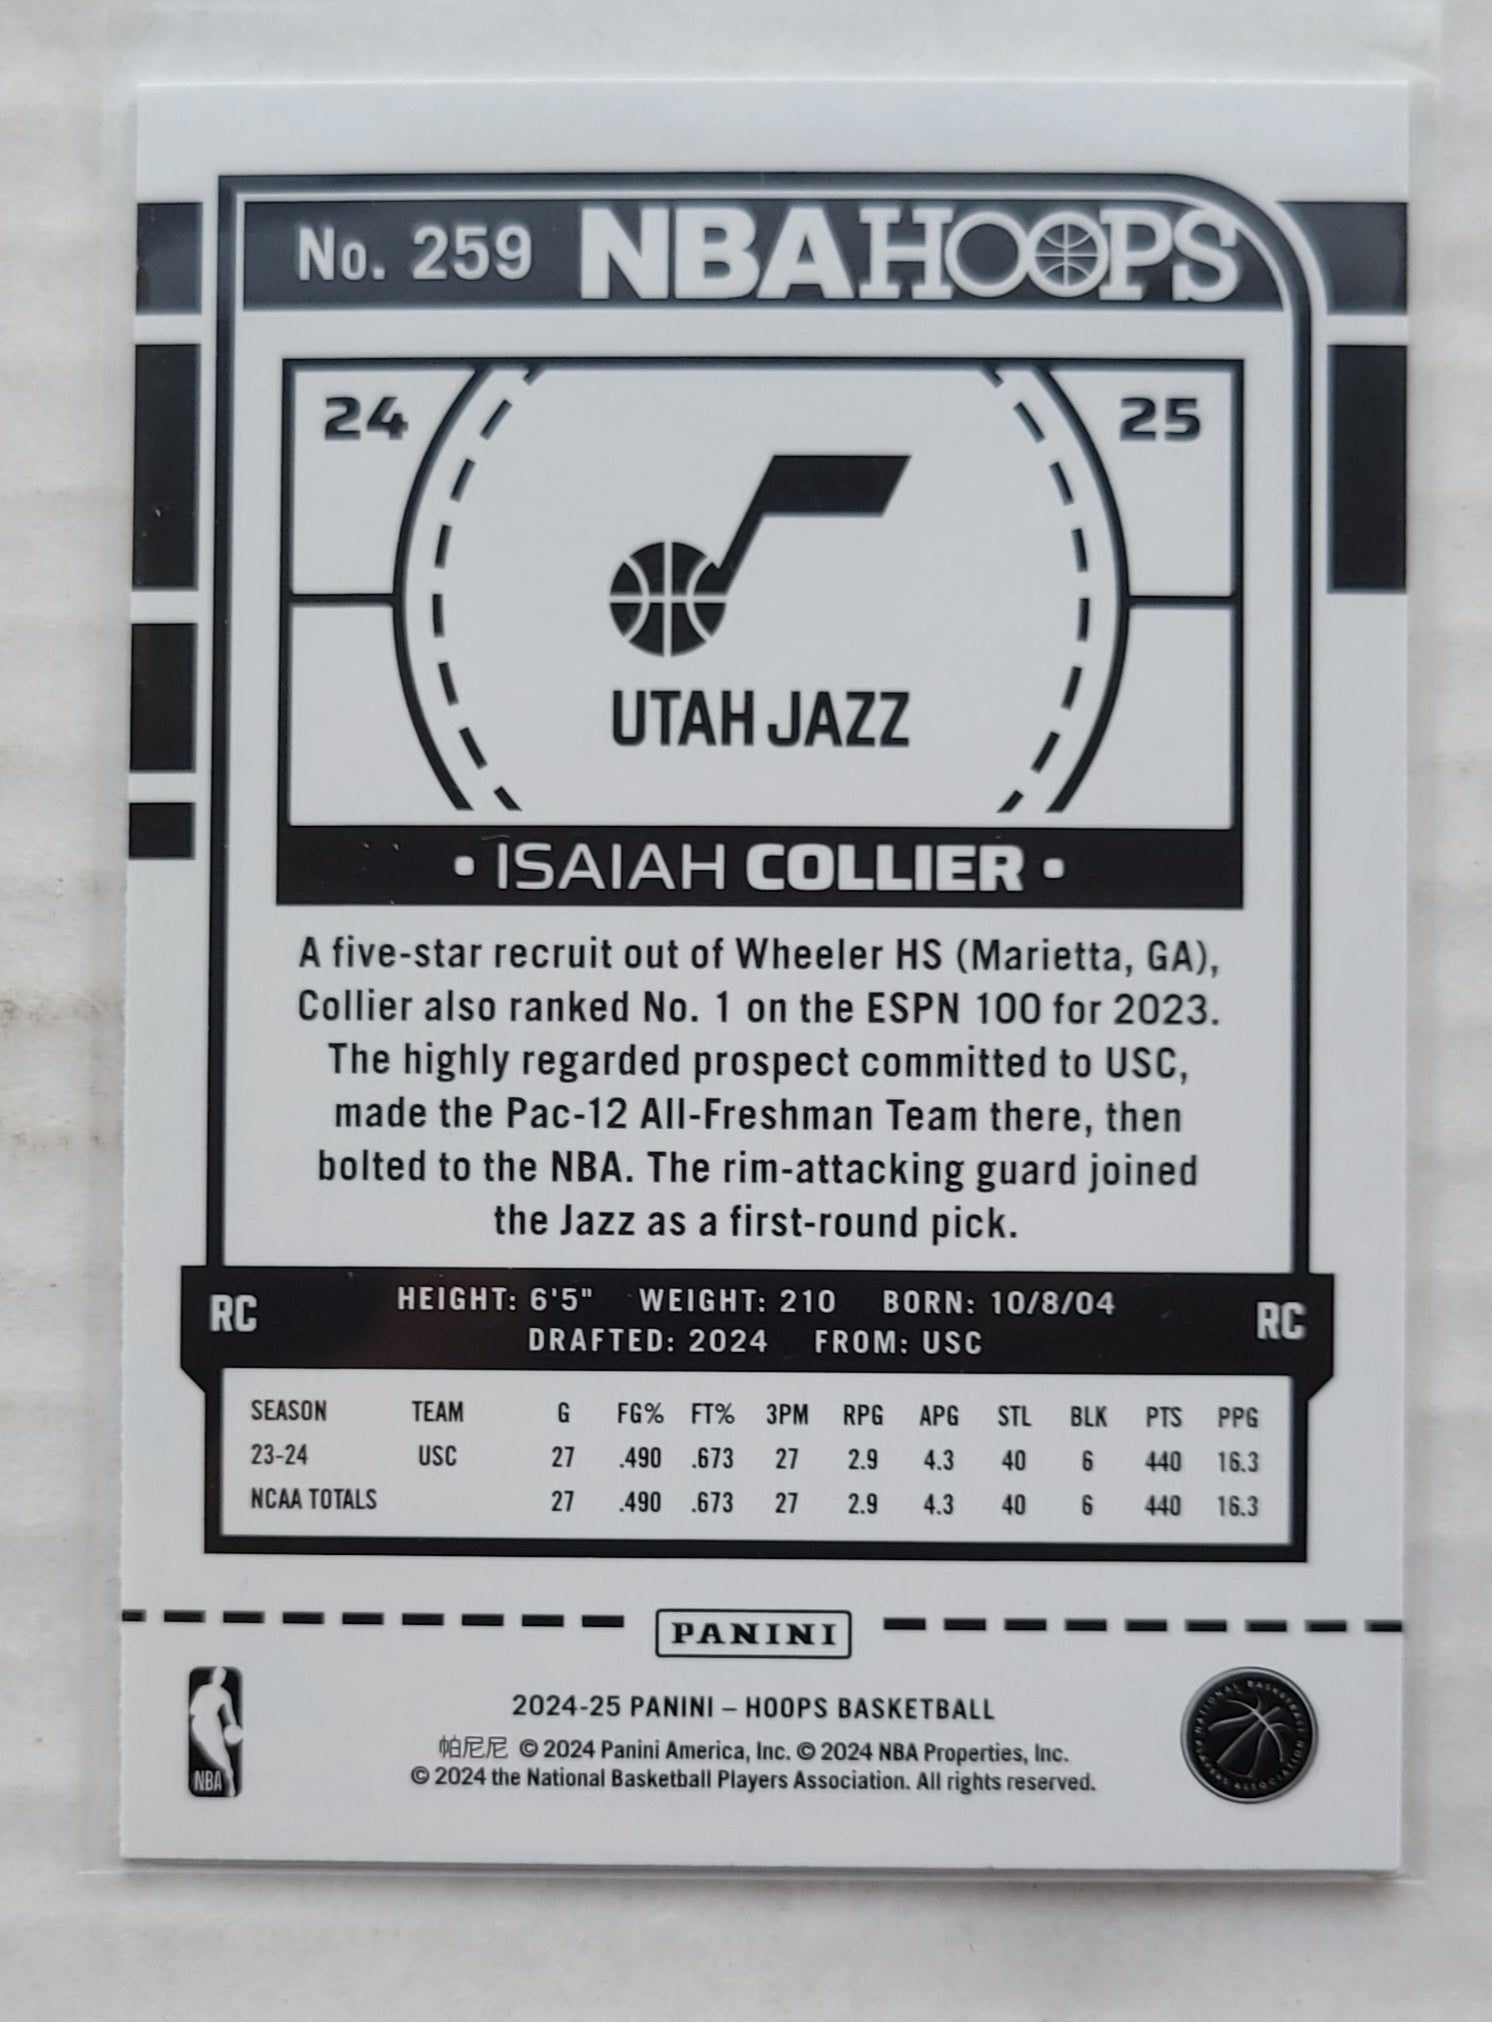 No. 259 NBA HOOPS
24 25
UTAH JAZZ
• ISAIAH COLLIER •
A five-star recruit out of Wheeler HS (Marietta, GA),
Collier also ranked No. 1 on the ESPN 100 for 2023.
The highly regarded prospect committed to USC,
made the Pac-12 All-Freshman Team there, then
bolted to the NBA. The rim-attacking guard joined
the Jazz as a first-round pick.
RC HEIGHT: 6'5" WEIGHT: 210 BORN: 10/8/04 RC
DRAFTED: 2024 FROM: USC
SEASON TEAM G FG% FT% 3PM RPG APG STL BLK PTS PPG
23-24 USC 27 .490 .673 27 2.9 4.3 40 6 440 16.3
NCAA TOTALS 27 .490 .673 27 2.9 4.3 40 6 440 16.3
PANINI
2024-25 PANINI – HOOPS BASKETBALL
帕尼尼 © 2024 Panini America, Inc. © 2024 NBA Properties, Inc.
© 2024 the National Basketball Players Association. All rights reserved.
NBA
NATIONAL BASKETBALL PLAYERS ASSOCIATION